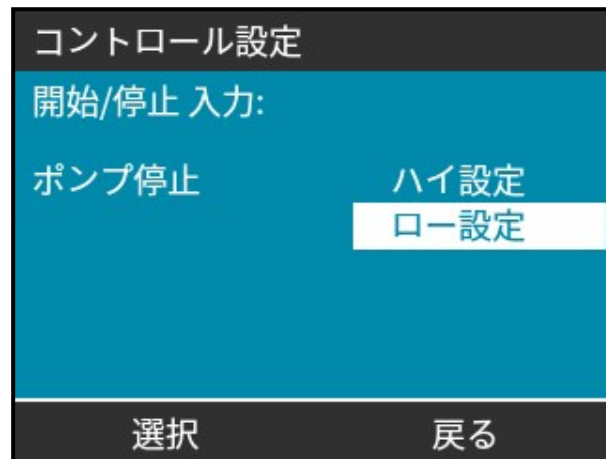 コントロール設定
開始/停止 入力:
ポンプ停止 ハイ設定
ロー設定
選択 戻る